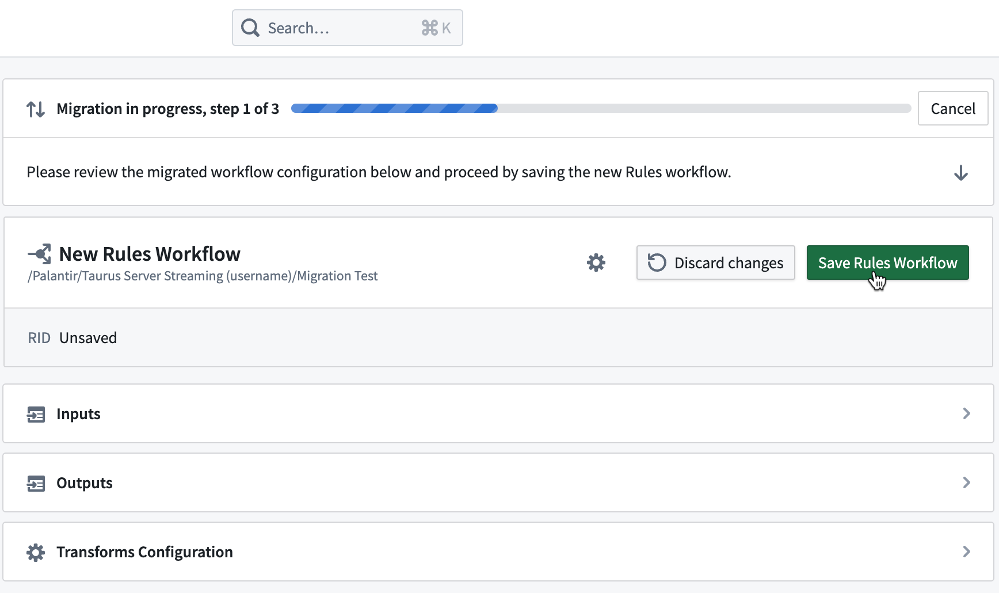 Search… ⌘ K
Migration in progress, step 1 of 3
Cancel
Please review the migrated workflow configuration below and proceed by saving the new Rules workflow.
New Rules Workflow
/Palantir/Taurus Server Streaming (username)/Migration Test
Discard changes
Save Rules Workflow
RID Unsaved
Inputs
Outputs
Transforms Configuration